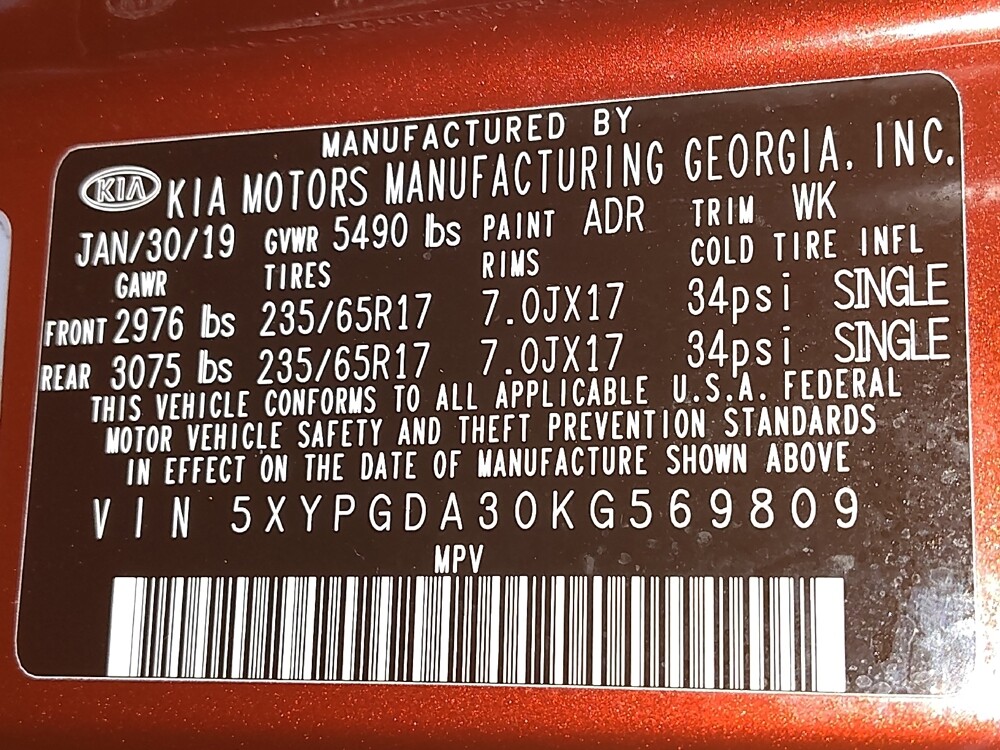 MANUFACTURED BY
KIA KIA MOTORS MANUFACTURING GEORGIA, INC.
JAN/30/19 GVWR 5490 lbs PAINT ADR TRIM WK
GAWR TIRES RIMS COLD TIRE INFL
FRONT 2976 lbs 235/65R17 7.0JX17 34psi SINGLE
REAR 3075 lbs 235/65R17 7.0JX17 34psi SINGLE
THIS VEHICLE CONFORMS TO ALL APPLICABLE U.S.A. FEDERAL
MOTOR VEHICLE SAFETY AND THEFT PREVENTION STANDARDS
IN EFFECT ON THE DATE OF MANUFACTURE SHOWN ABOVE
VIN 5XYPGDA30KG569809
MPV